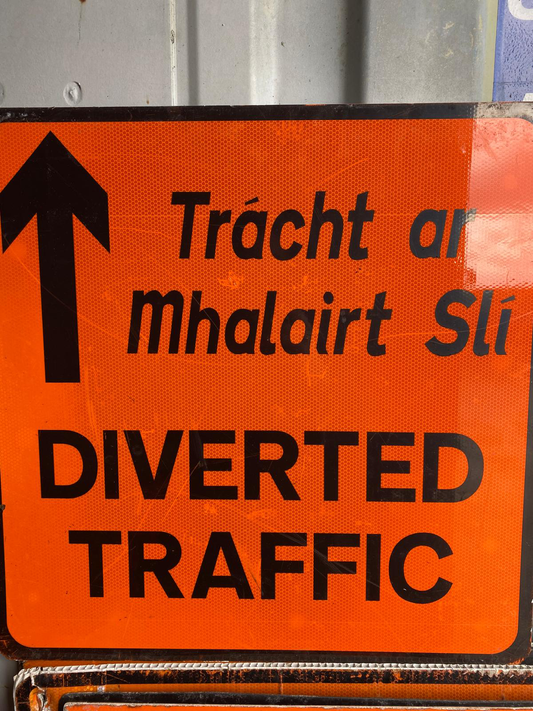 Trácht ar
Mhalairt Slí
DIVERTED
TRAFFIC